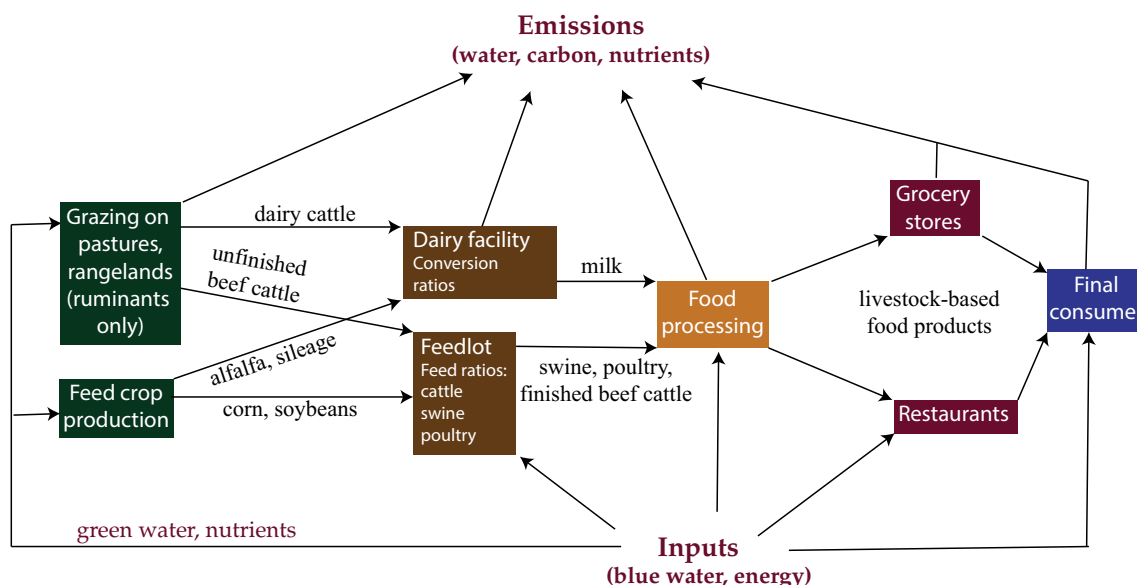 Emissions
(water, carbon, nutrients)
Grazing on
pastures,
rangelands
(ruminants
only)
dairy cattle
unfinished
beef cattle
Dairy facility
Conversion
ratios
milk
Food
processing
Grocery
stores
livestock-based
food products
Final
consume
alfalfa, sileage
Feedlot
Feed ratios:
cattle
swine
poultry
swine, poultry,
finished beef cattle
Feed crop
production
corn, soybeans
Restaurants
green water, nutrients
Inputs
(blue water, energy)